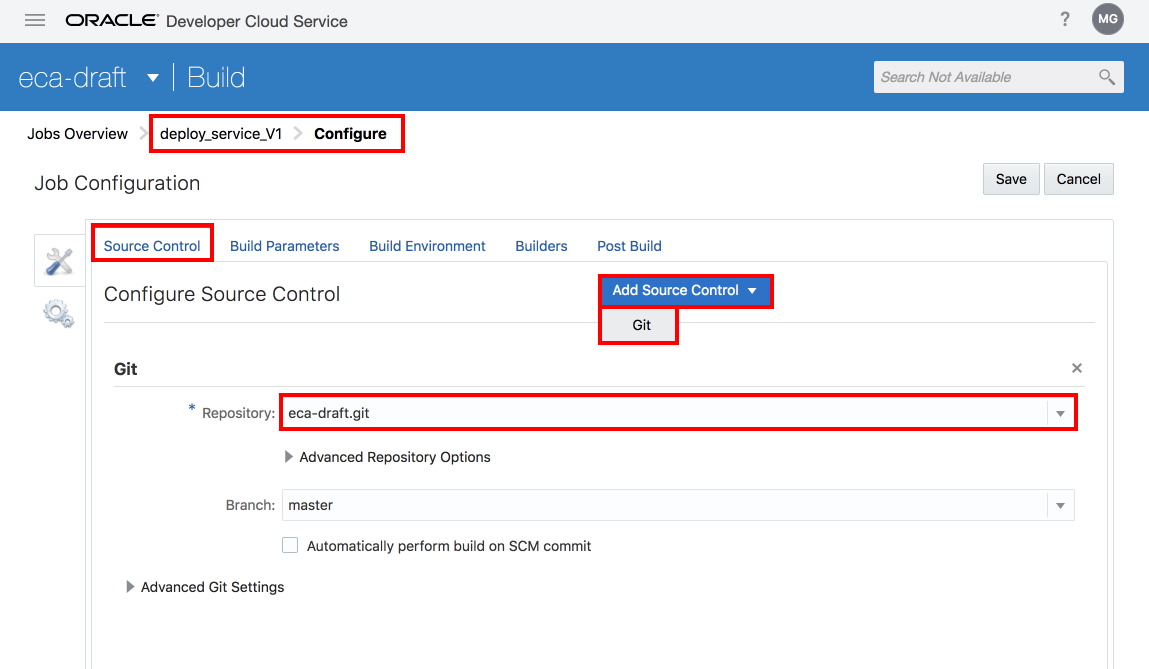 ORACLE® Developer Cloud Service ? MG
eca-draft Build Search Not Available
Jobs Overview deploy_service_V1 Configure
Job Configuration Save Cancel
Source Control Build Parameters Build Environment Builders Post Build
Configure Source Control Add Source Control
Git
Git ×
* Repository: eca-draft.git
Advanced Repository Options
Branch: master
Automatically perform build on SCM commit
Advanced Git Settings